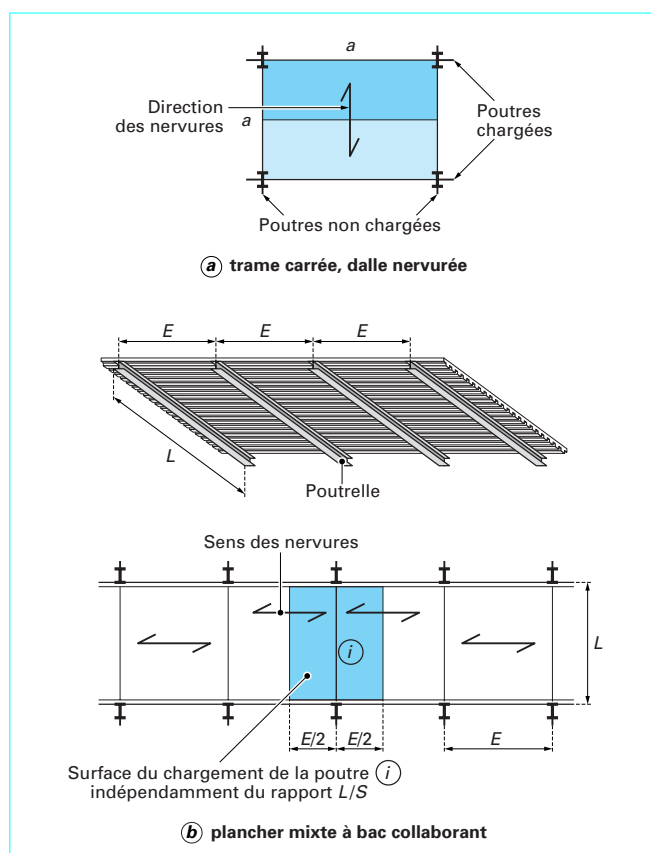 a
Direction
des nervures
a
Poutres
chargées
Poutres non chargées
a trame carrée, dalle nervurée
E E E
L
Poutrelle
Sens des nervures
i
L
E/2 E/2 E
Surface du chargement de la poutre i
indépendamment du rapport L/S
b plancher mixte à bac collaborant